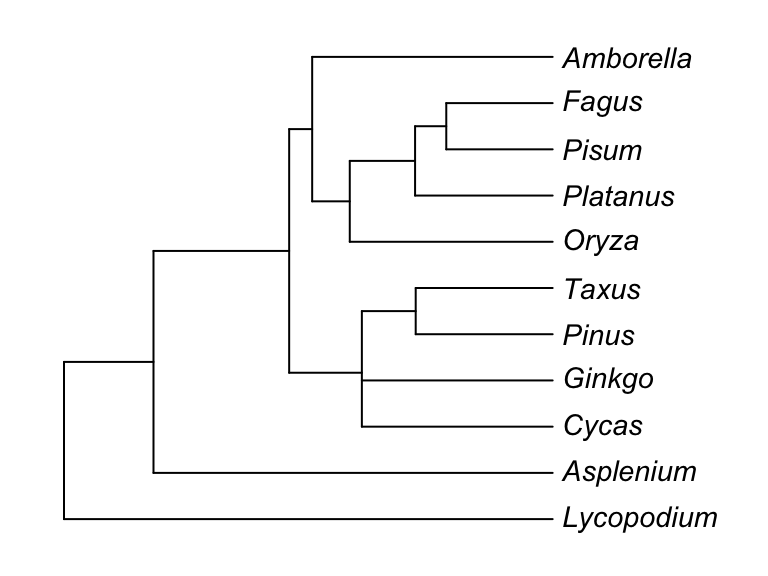 Amborella
Fagus
Pisum
Platanus
Oryza
Taxus
Pinus
Ginkgo
Cycas
Asplenium
Lycopodium